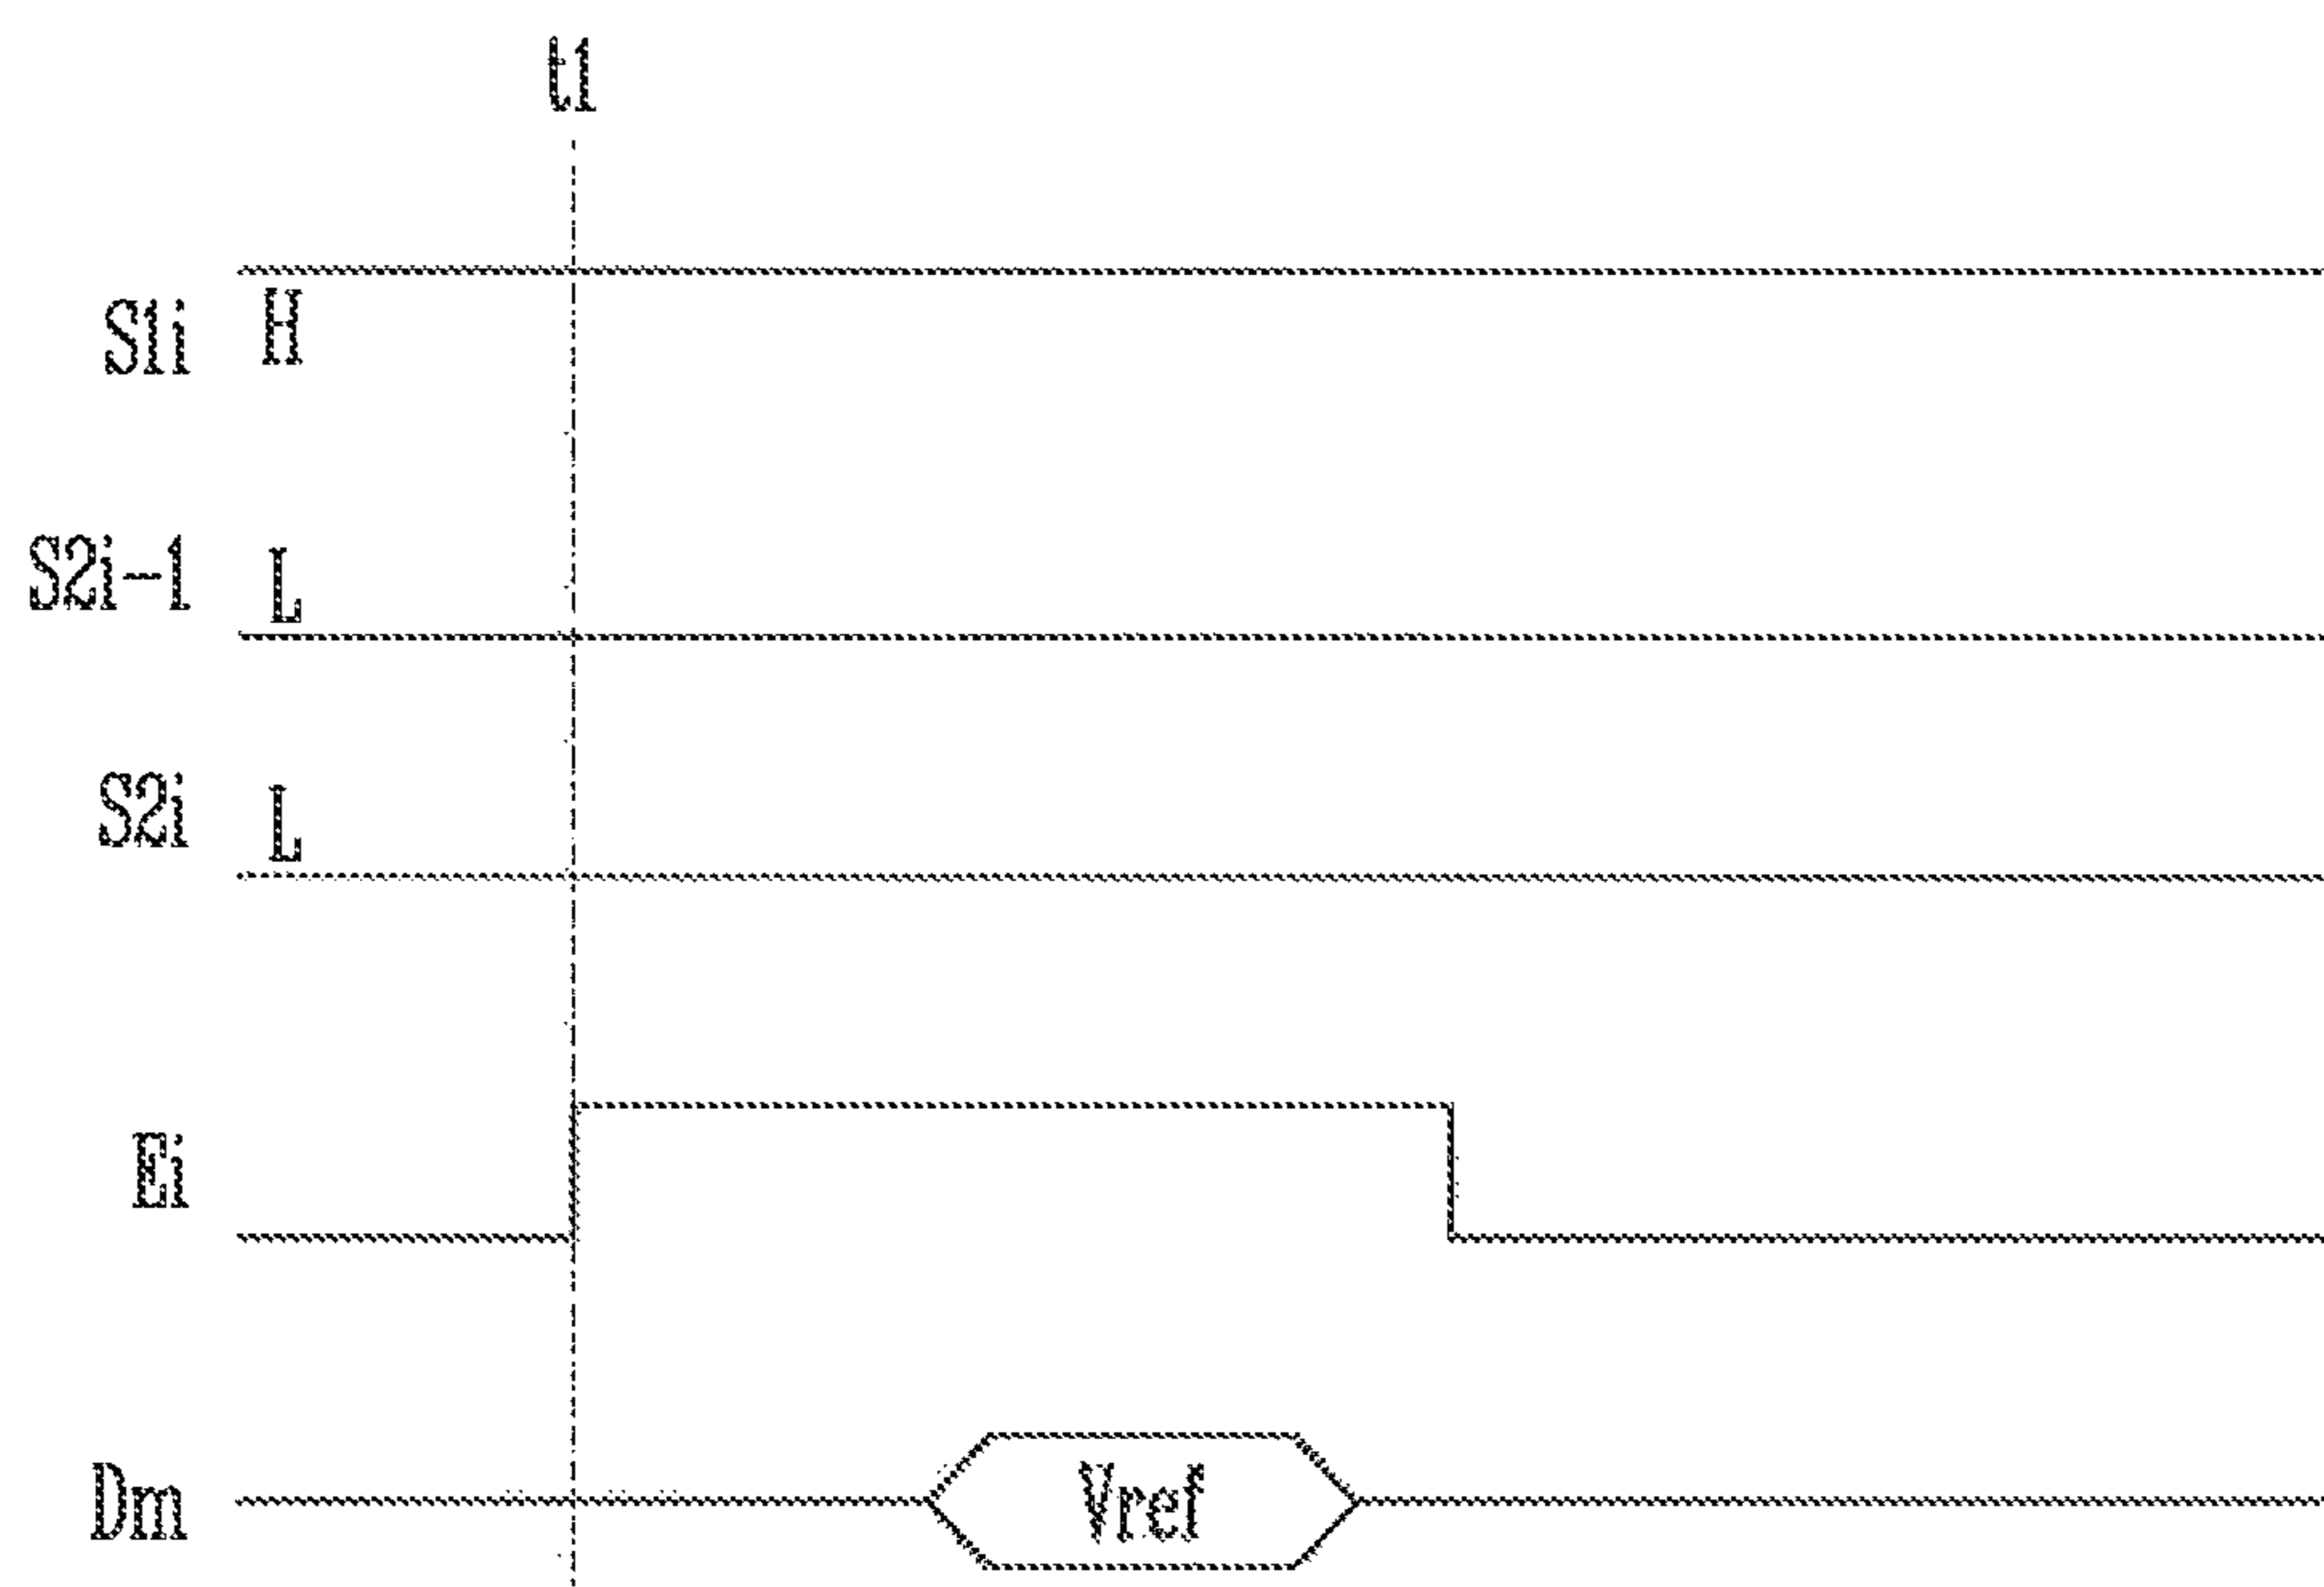 t1
S1i H
S2i-1 L
S2i L
Ei
Dm Vref